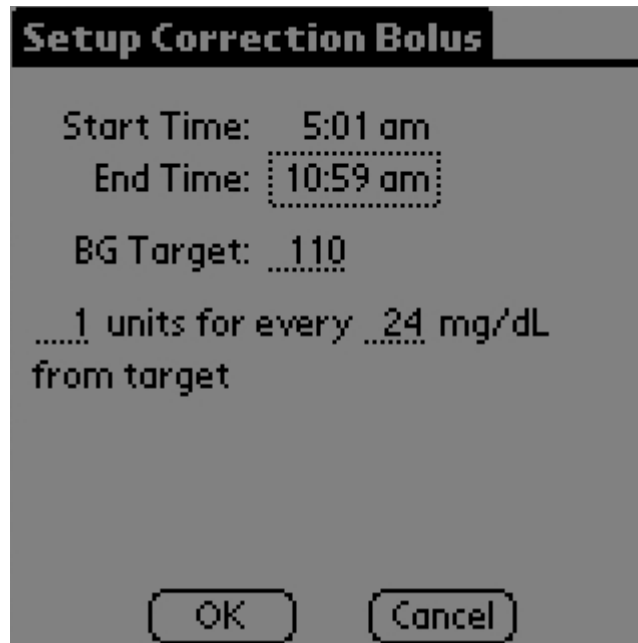 Setup Correction Bolus
Start Time: 5:01 am
End Time: 10:59 am
BG Target: 110
1 units for every 24 mg/dL
from target
OK Cancel